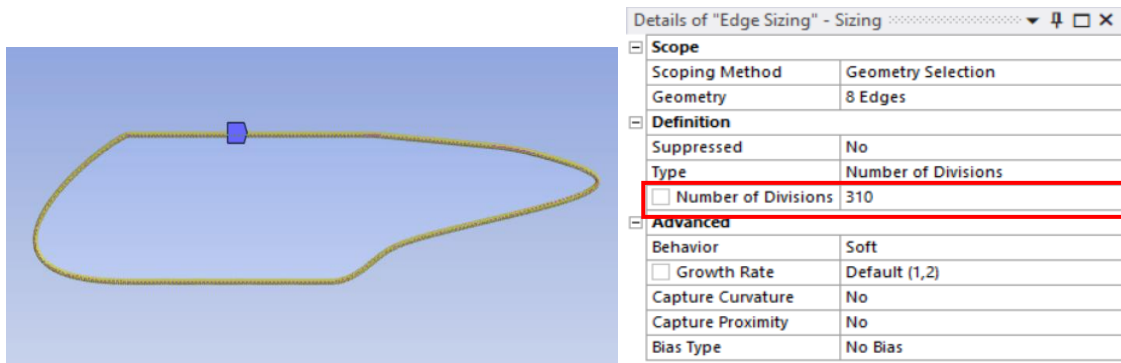 Details of "Edge Sizing" - Sizing
Scope
Scoping Method Geometry Selection
Geometry 8 Edges
Definition
Suppressed No
Type Number of Divisions
Number of Divisions 310
Advanced
Behavior Soft
Growth Rate Default (1,2)
Capture Curvature No
Capture Proximity No
Bias Type No Bias